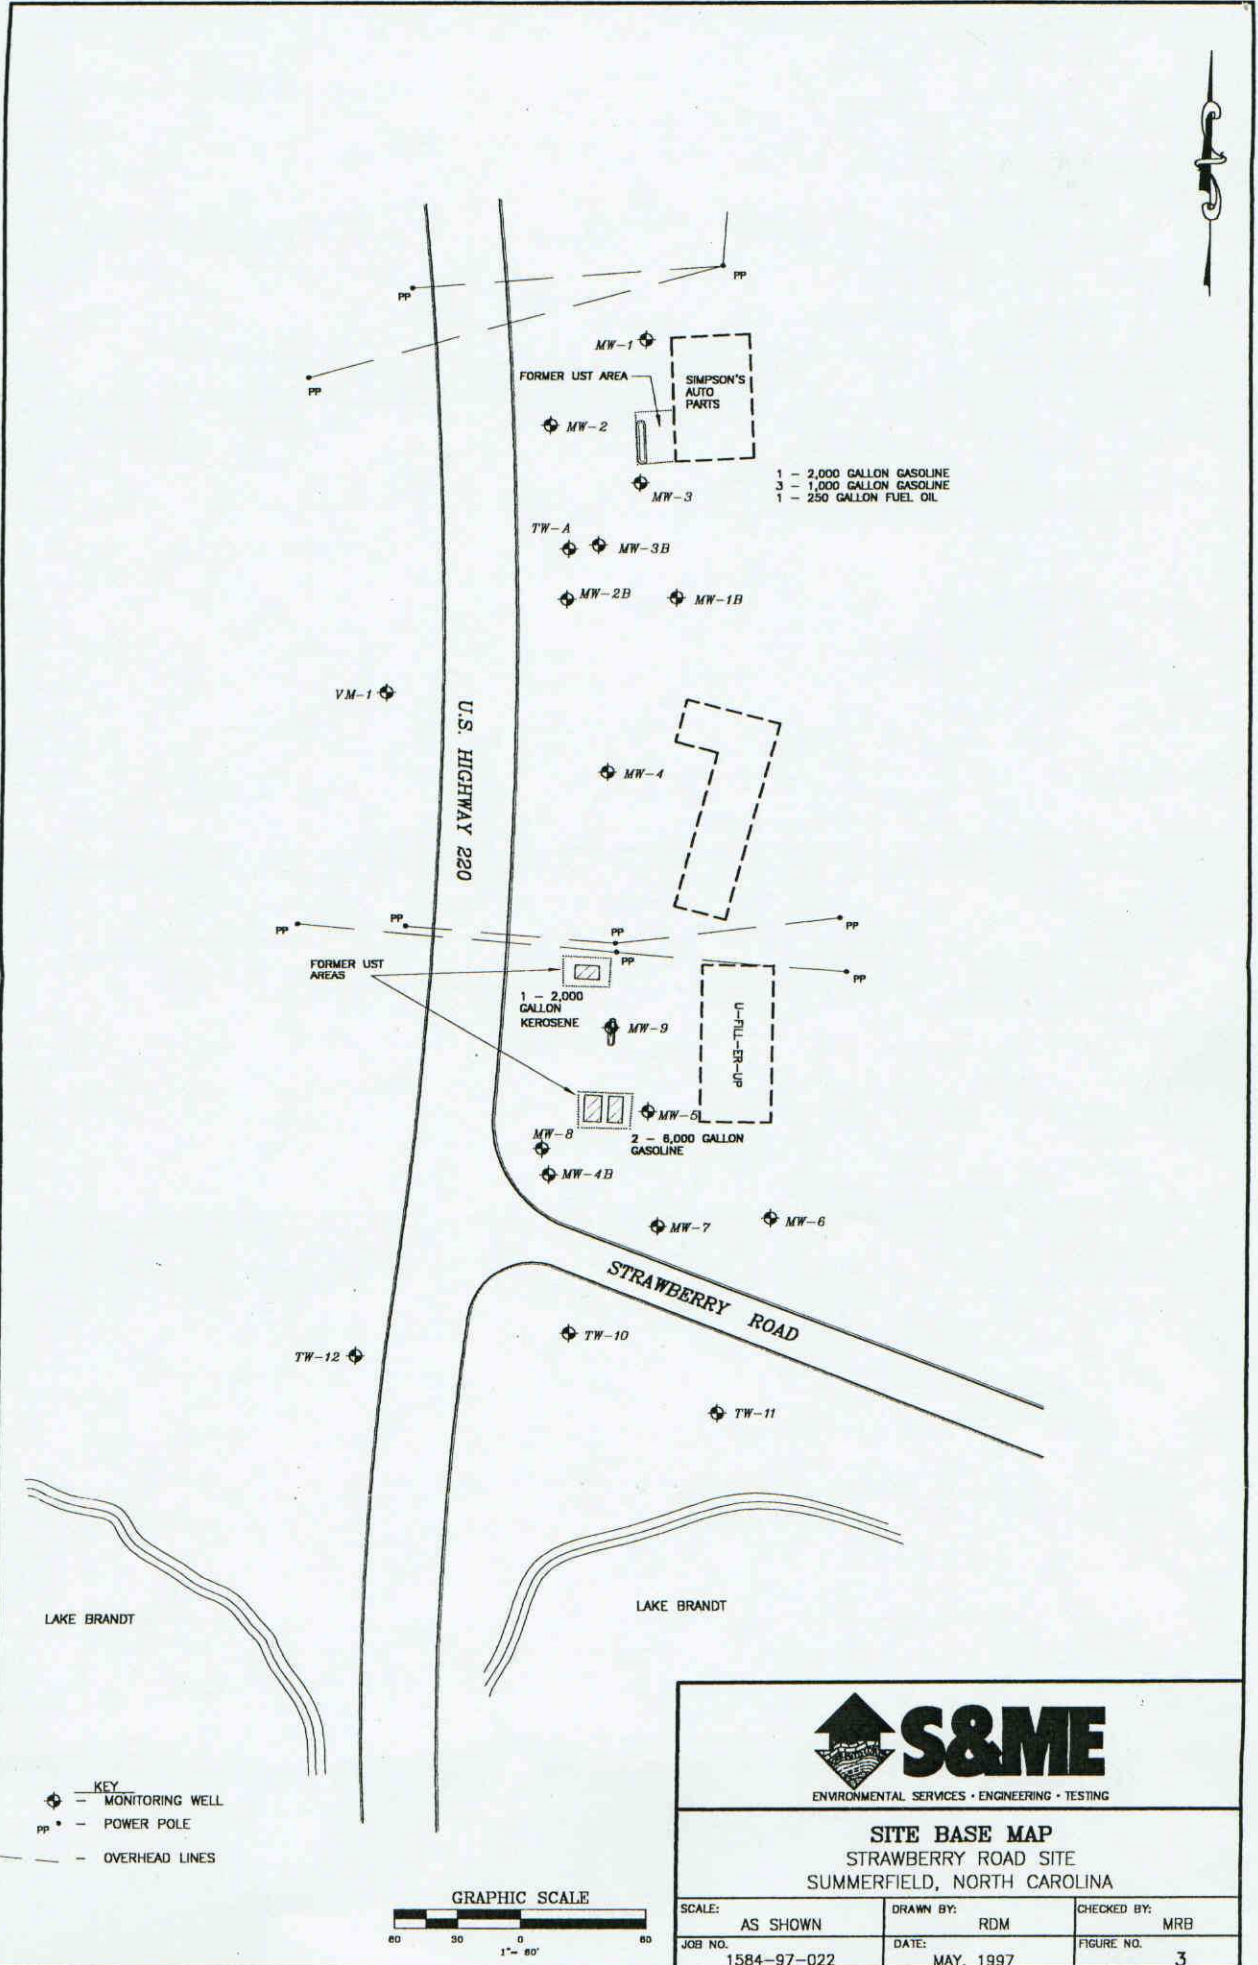 PP
PP
PP
MW-1
FORMER UST AREA
SIMPSON'S
AUTO
PARTS
MW-2
1 - 2,000 GALLON GASOLINE
3 - 1,000 GALLON GASOLINE
1 - 250 GALLON FUEL OIL
MW-3
TW-A
MW-3B
MW-2B
MW-1B
VM-1
U.S. HIGHWAY 220
MW-4
PP
PP
PP
PP
PP
PP
FORMER UST
AREAS
1 - 2,000
GALLON
KEROSENE
MW-9
U-FILL-ER-UP
MW-5
MW-8
2 - 6,000 GALLON
GASOLINE
MW-4B
MW-7
MW-6
STRAWBERRY ROAD
TW-10
TW-12
TW-11
LAKE BRANDT
LAKE BRANDT
KEY
- MONITORING WELL
PP - POWER POLE
- OVERHEAD LINES
GRAPHIC SCALE
60 30 0 60
1"- 60'
S&ME
ENVIRONMENTAL SERVICES • ENGINEERING • TESTING
SITE BASE MAP
STRAWBERRY ROAD SITE
SUMMERFIELD, NORTH CAROLINA
SCALE: AS SHOWN
DRAWN BY: RDM
CHECKED BY: MRB
JOB NO. 1584-97-022
DATE: MAY, 1997
FIGURE NO. 3